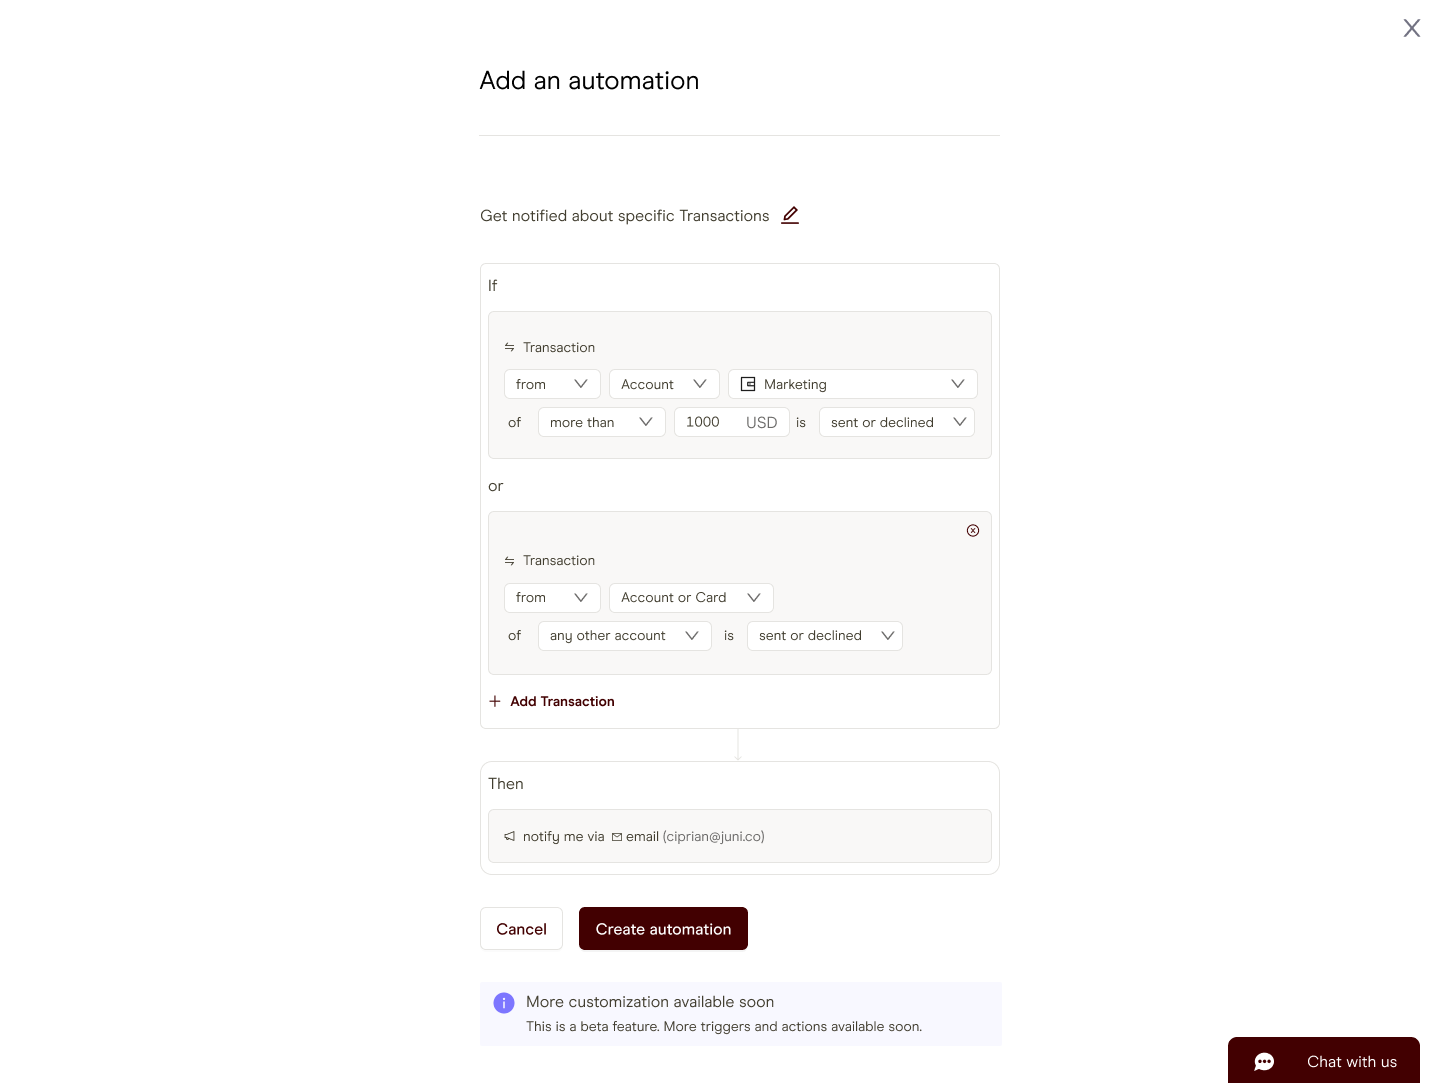 Add an automation
Get notified about specific Transactions
If
Transaction
from Account Marketing
of more than 1000 USD is sent or declined
or
Transaction
from Account or Card
of any other account is sent or declined
+ Add Transaction
Then
notify me via email (ciprian@juni.co)
Cancel Create automation
More customization available soon
This is a beta feature. More triggers and actions available soon.
Chat with us